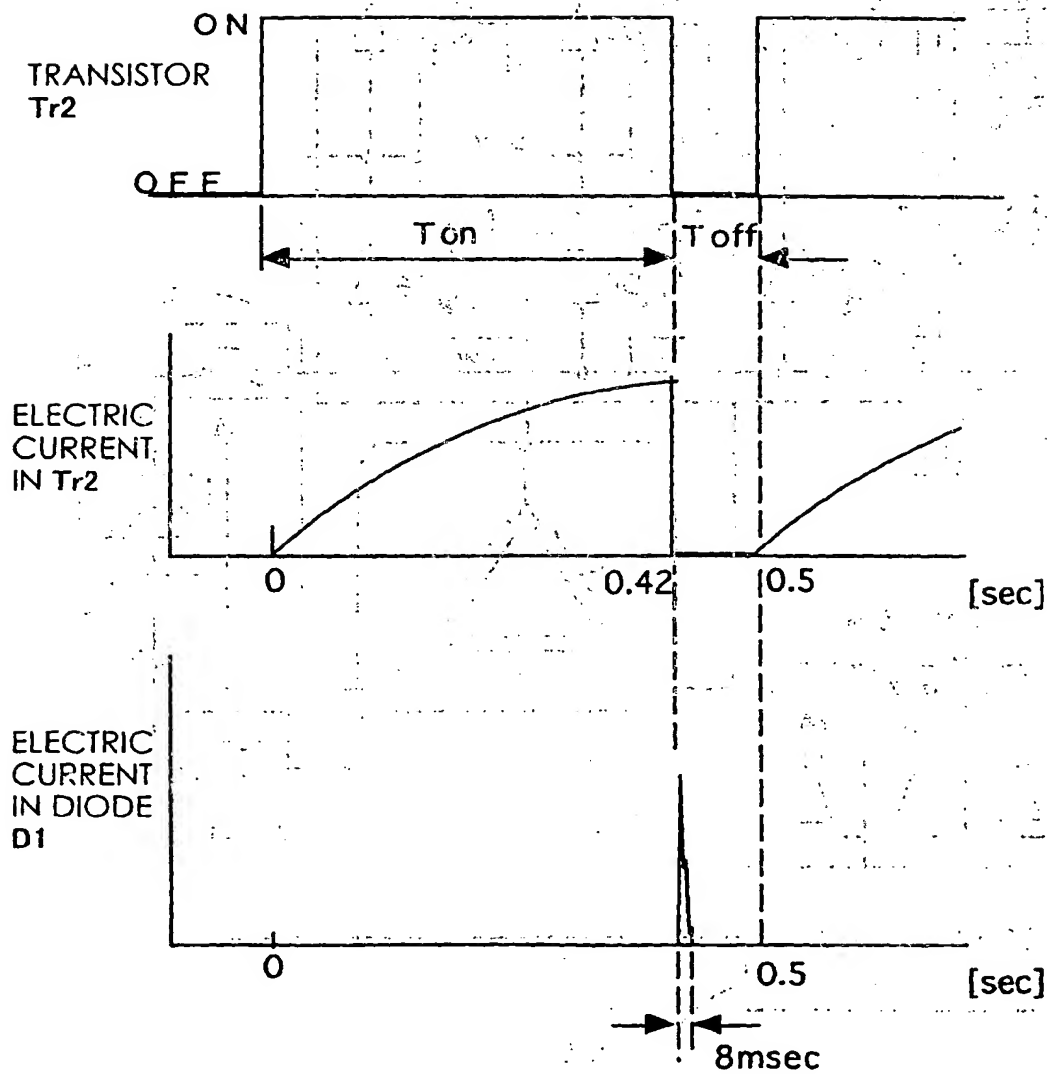 ON
TRANSISTOR
Tr2
OFF
Ton
Toff
ELECTRIC
CURRENT
IN Tr2
0
0.42
0.5
[sec]
ELECTRIC
CURRENT
IN DIODE
D1
0
0.5
[sec]
8msec